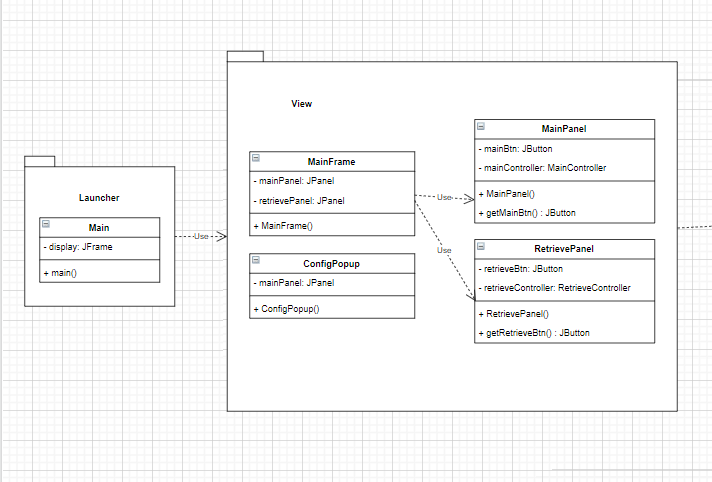 View
Launcher
Main
- display: JFrame
+ main()
Use
MainFrame
- mainPanel: JPanel
- retrievePanel: JPanel
+ MainFrame()
ConfigPopup
- mainPanel: JPanel
+ ConfigPopup()
Use
Use
MainPanel
- mainBtn: JButton
- mainController: MainController
+ MainPanel()
+ getMainBtn() : JButton
RetrievePanel
- retrieveBtn: JButton
- retrieveController: RetrieveController
+ RetrievePanel()
+ getRetrieveBtn() : JButton